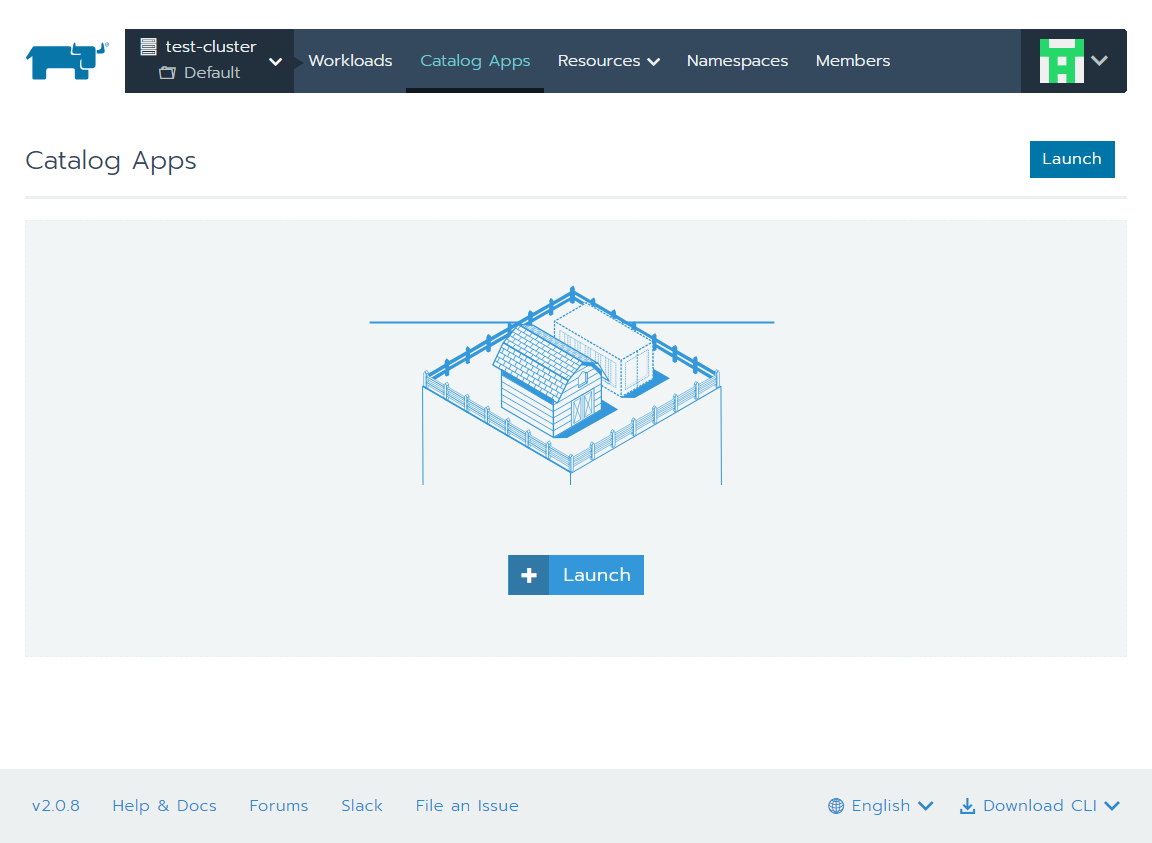 test-cluster
Default
Workloads Catalog Apps Resources Namespaces Members
Catalog Apps
Launch
Launch
v2.0.8 Help & Docs Forums Slack File an Issue English Download CLI